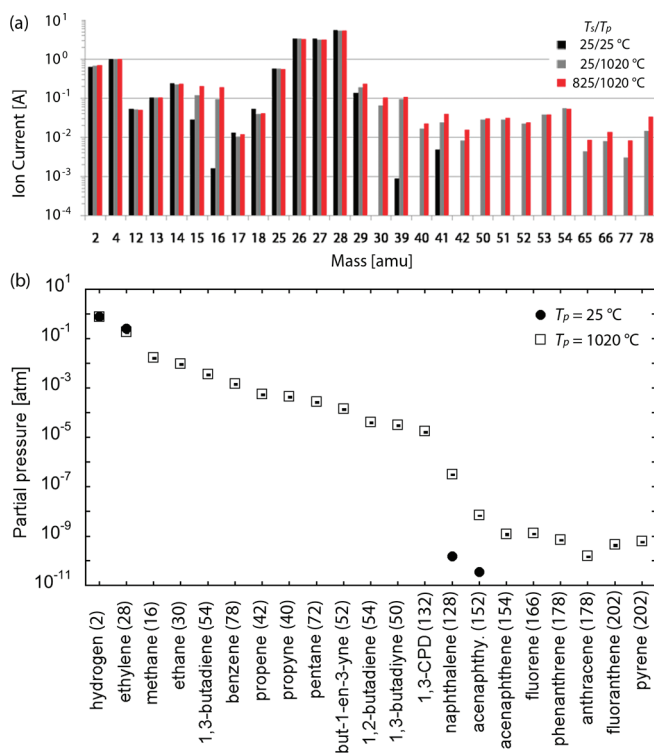 (a)
Ion Current [A]
10¹
10⁰
10⁻¹
10⁻²
10⁻³
10⁻⁴
Tₛ/Tₚ
25/25 °C
25/1020 °C
825/1020 °C
2 4 12 13 14 15 16 17 18 25 26 27 28 29 30 39 40 41 42 50 51 52 53 54 65 66 77 78
Mass [amu]
(b)
Partial pressure [atm]
10¹
10⁻¹
10⁻³
10⁻⁵
10⁻⁷
10⁻⁹
10⁻¹¹
Tₚ = 25 °C
Tₚ = 1020 °C
hydrogen (2)
ethylene (28)
methane (16)
ethane (30)
1,3-butadiene (54)
benzene (78)
propene (42)
propyne (40)
pentane (72)
but-1-en-3-yne (52)
1,2-butadiene (54)
1,3-butadiyne (50)
1,3-CPD (132)
naphthalene (128)
acenaphthy. (152)
acenaphthene (154)
fluorene (166)
phenanthrene (178)
anthracene (178)
fluoranthene (202)
pyrene (202)